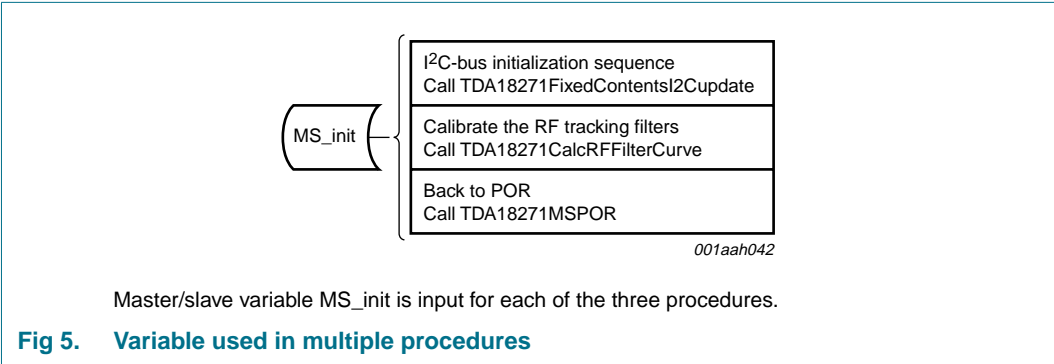 MS_init
I²C-bus initialization sequence
Call TDA18271FixedContentsI2Cupdate
Calibrate the RF tracking filters
Call TDA18271CalcRFFilterCurve
Back to POR
Call TDA18271MSPOR
001aah042
Master/slave variable MS_init is input for each of the three procedures.
Fig 5. Variable used in multiple procedures